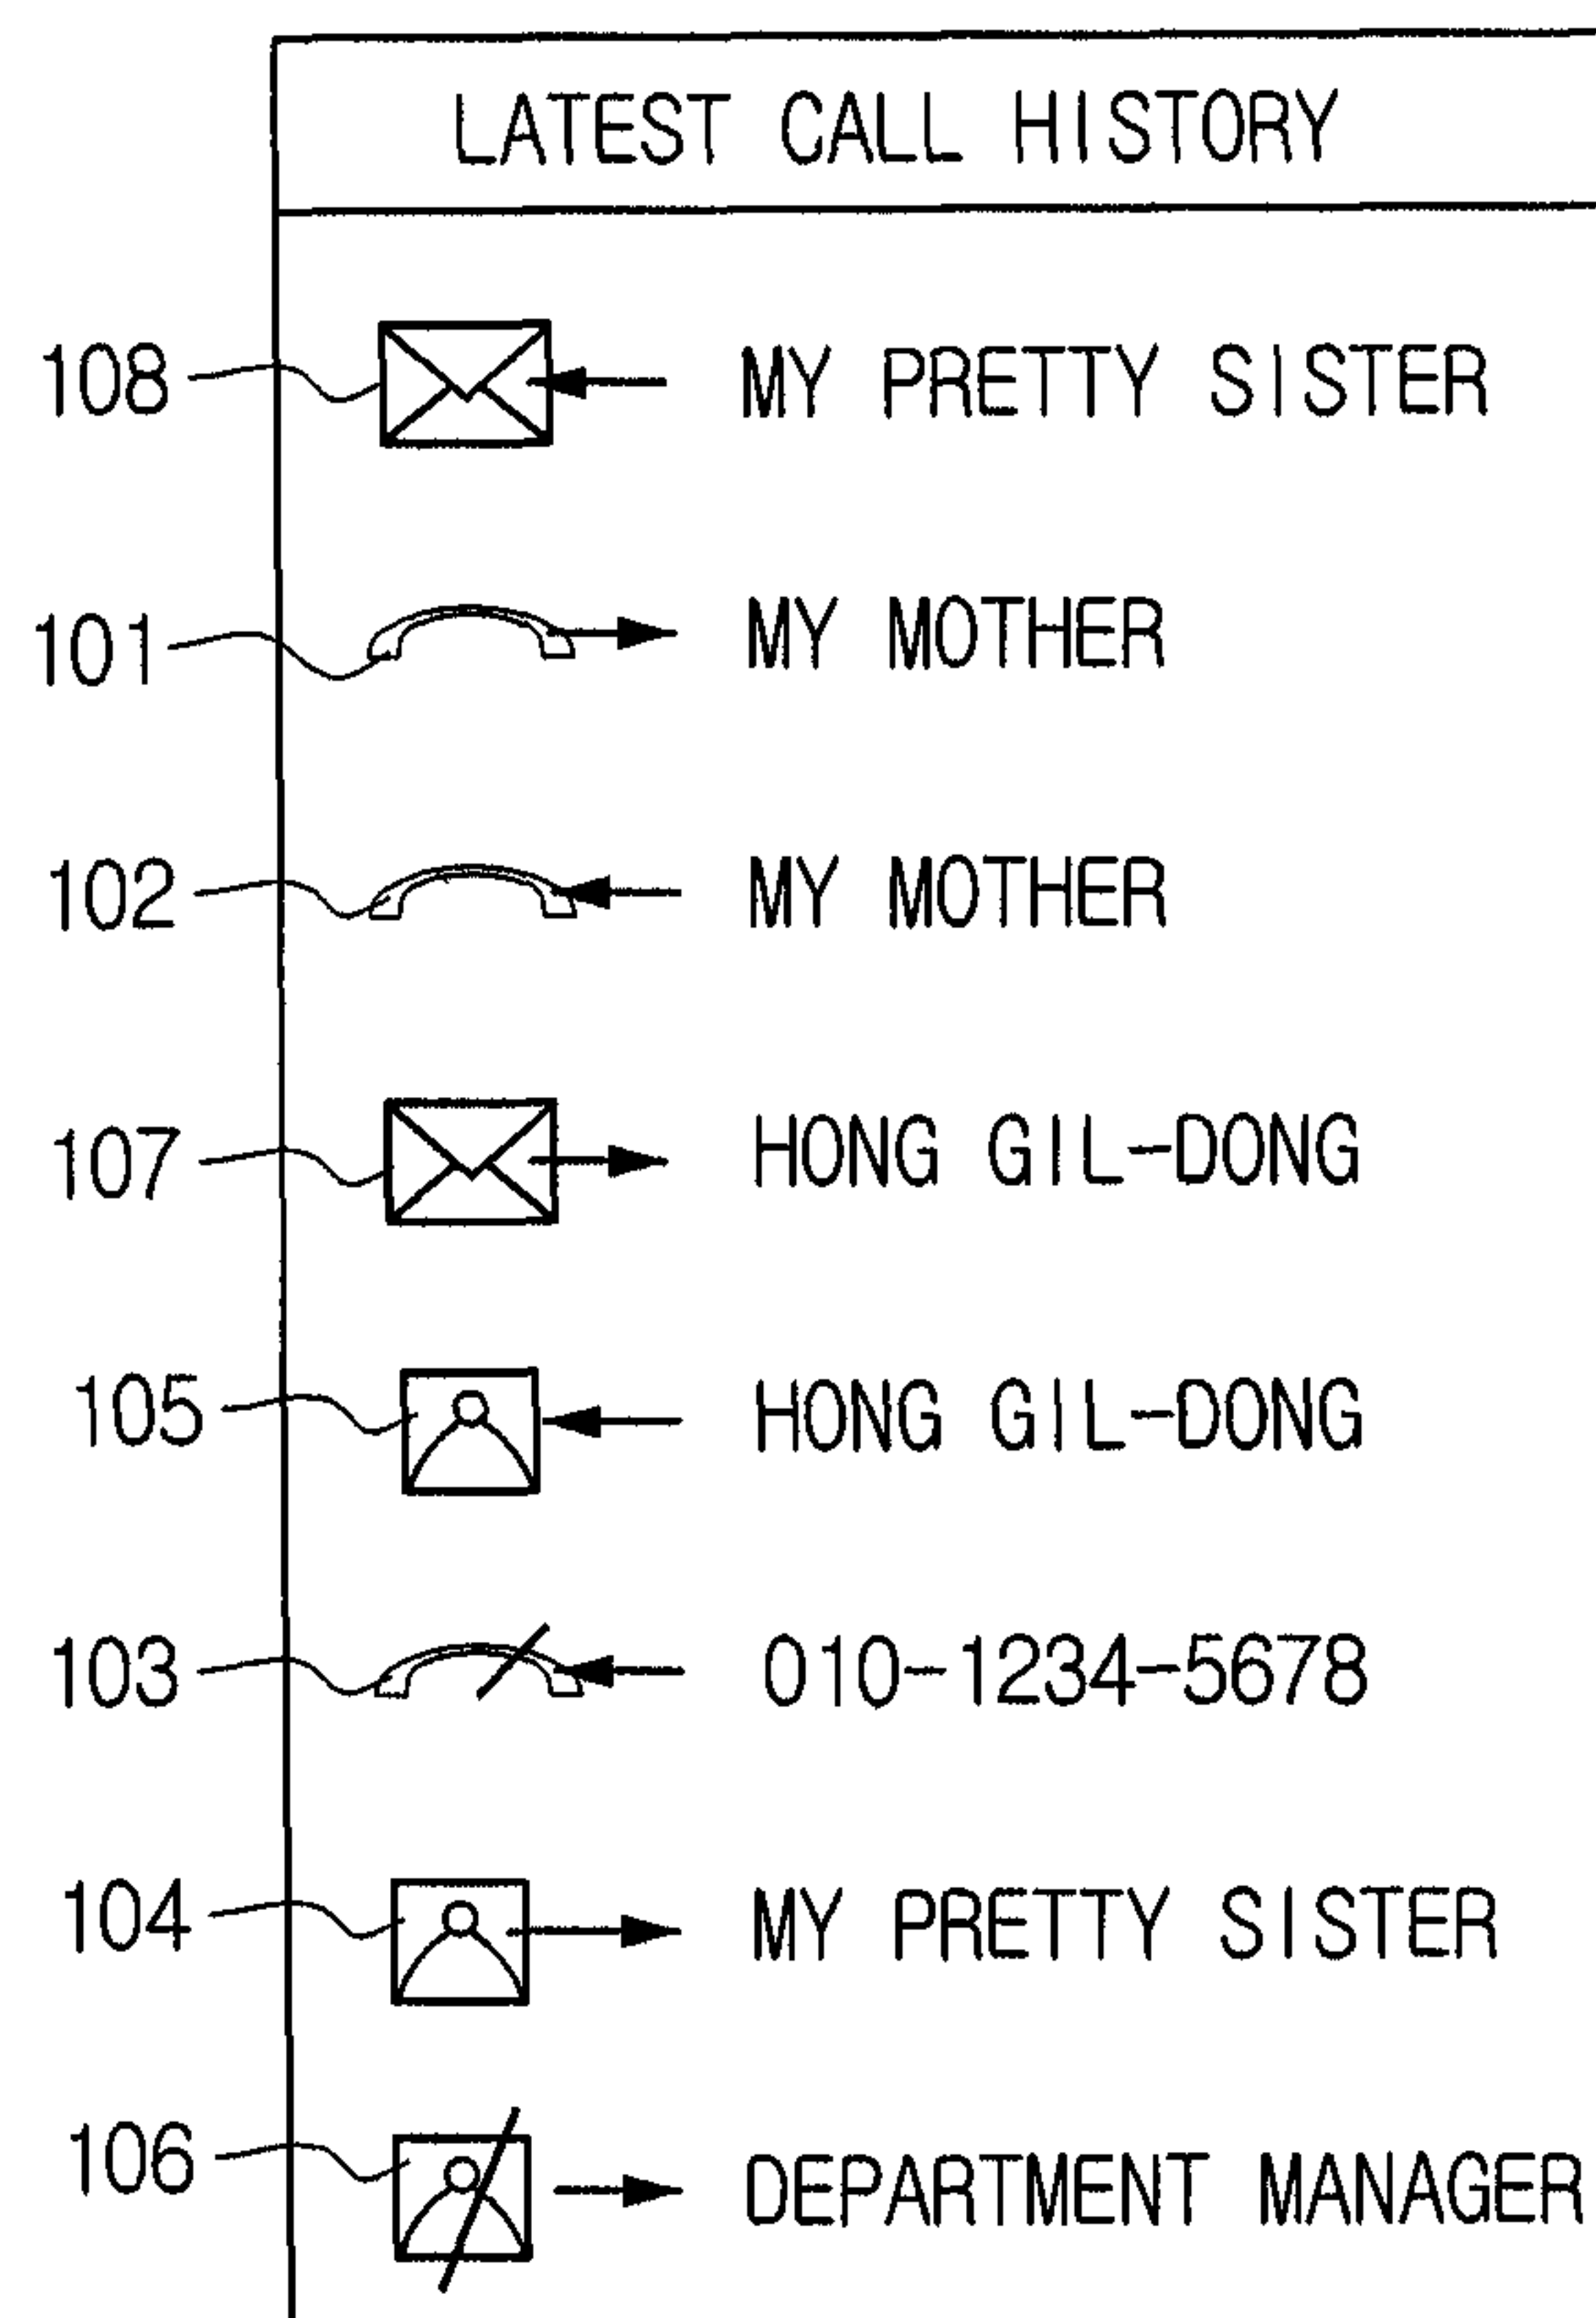 LATEST CALL HISTORY
108 MY PRETTY SISTER
101 MY MOTHER
102 MY MOTHER
107 HONG GIL-DONG
105 HONG GIL-DONG
103 010-1234-5678
104 MY PRETTY SISTER
106 DEPARTMENT MANAGER